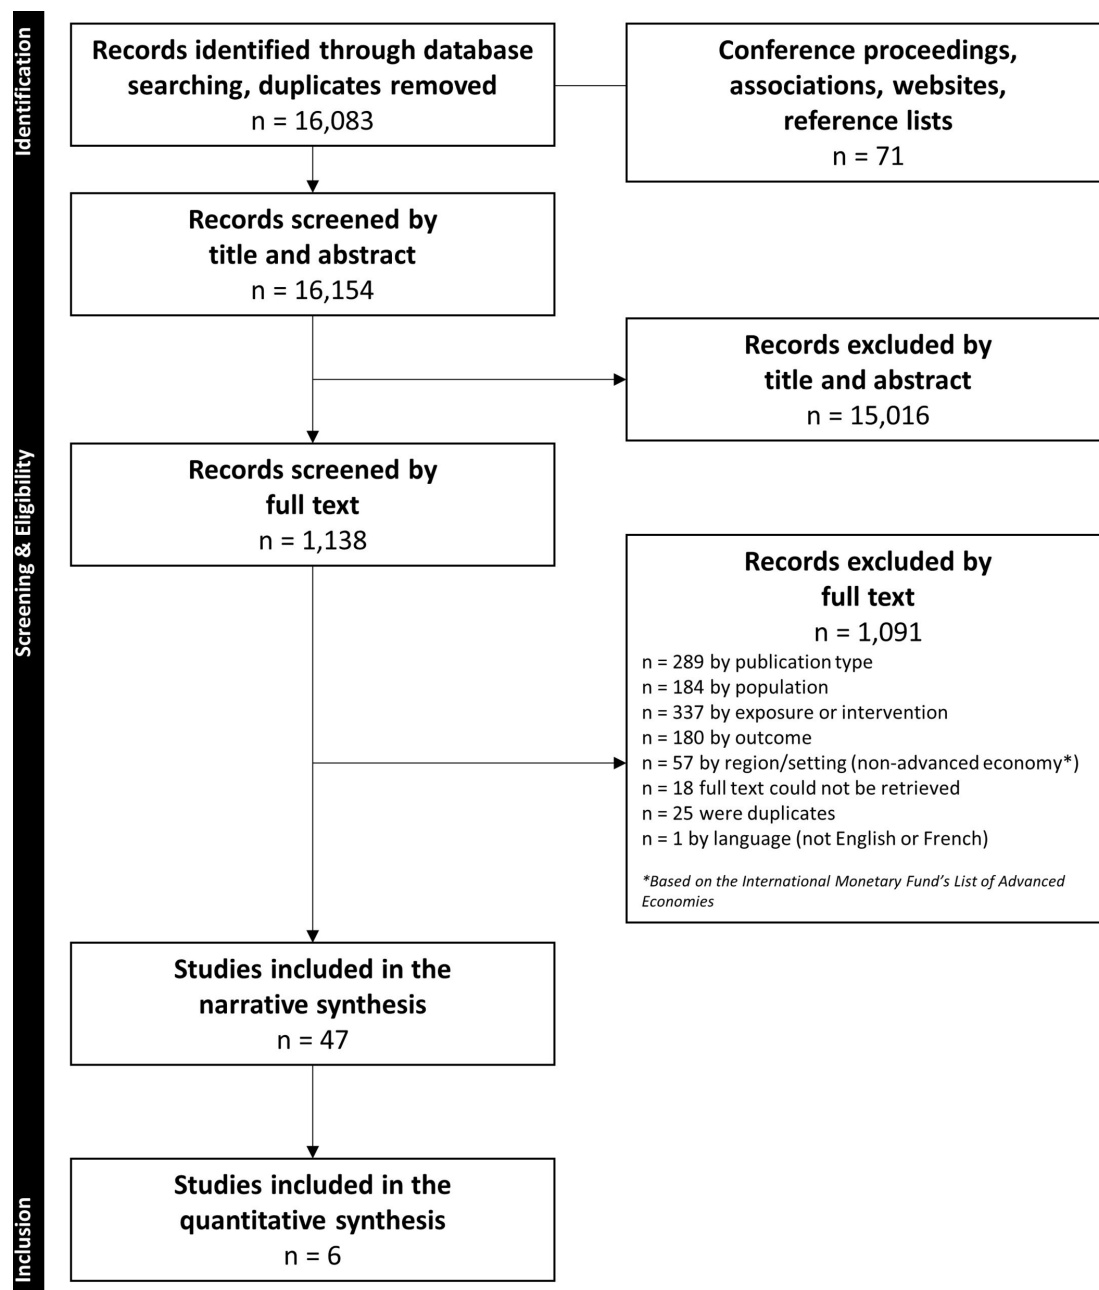 Identification
Records identified through database
searching, duplicates removed
n = 16,083
Conference proceedings,
associations, websites,
reference lists
n = 71
Screening & Eligibility
Records screened by
title and abstract
n = 16,154
Records excluded by
title and abstract
n = 15,016
Records screened by
full text
n = 1,138
Records excluded by
full text
n = 1,091
n = 289 by publication type
n = 184 by population
n = 337 by exposure or intervention
n = 180 by outcome
n = 57 by region/setting (non-advanced economy*)
n = 18 full text could not be retrieved
n = 25 were duplicates
n = 1 by language (not English or French)
*Based on the International Monetary Fund's List of Advanced
Economies
Studies included in the
narrative synthesis
n = 47
Inclusion
Studies included in the
quantitative synthesis
n = 6